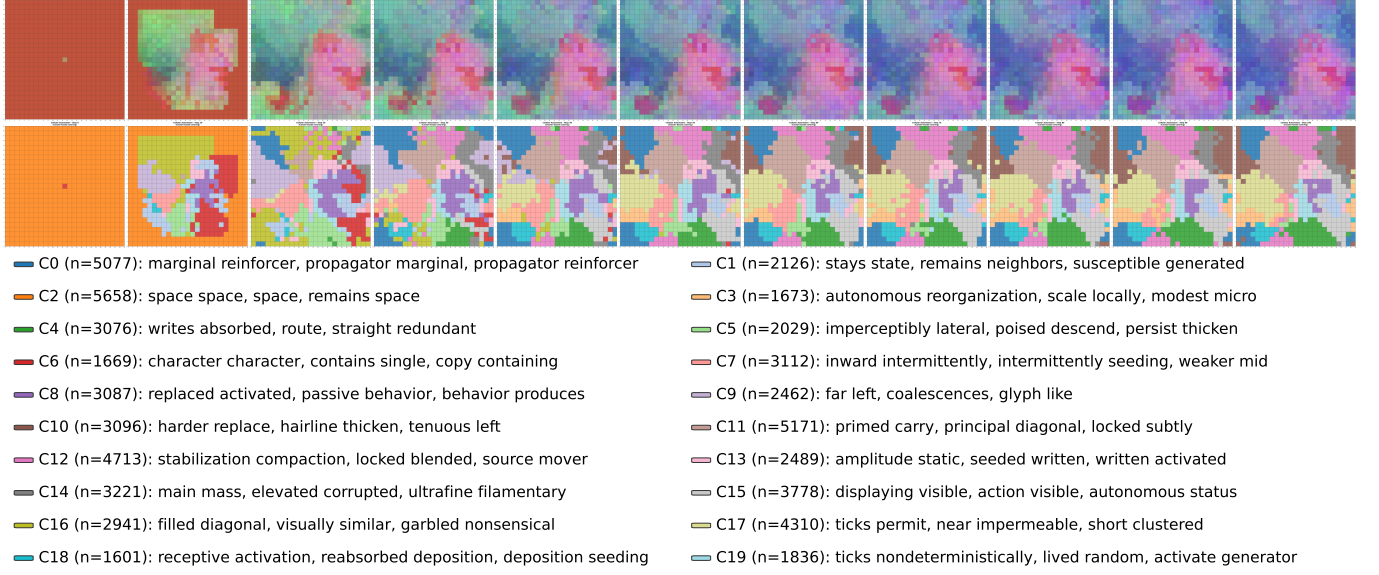 C0 (n=5077): marginal reinforcer, propagator marginal, propagator reinforcer
C1 (n=2126): stays state, remains neighbors, susceptible generated
C2 (n=5658): space space, space, remains space
C3 (n=1673): autonomous reorganization, scale locally, modest micro
C4 (n=3076): writes absorbed, route, straight redundant
C5 (n=2029): imperceptibly lateral, poised descend, persist thicken
C6 (n=1669): character character, contains single, copy containing
C7 (n=3112): inward intermittently, intermittently seeding, weaker mid
C8 (n=3087): replaced activated, passive behavior, behavior produces
C9 (n=2462): far left, coalescences, glyph like
C10 (n=3096): harder replace, hairline thicken, tenuous left
C11 (n=5171): primed carry, principal diagonal, locked subtly
C12 (n=4713): stabilization compaction, locked blended, source mover
C13 (n=2489): amplitude static, seeded written, written activated
C14 (n=3221): main mass, elevated corrupted, ultrafine filamentary
C15 (n=3778): displaying visible, action visible, autonomous status
C16 (n=2941): filled diagonal, visually similar, garbled nonsensical
C17 (n=4310): ticks permit, near impermeable, short clustered
C18 (n=1601): receptive activation, reabsorbed deposition, deposition seeding
C19 (n=1836): ticks nondeterministically, lived random, activate generator